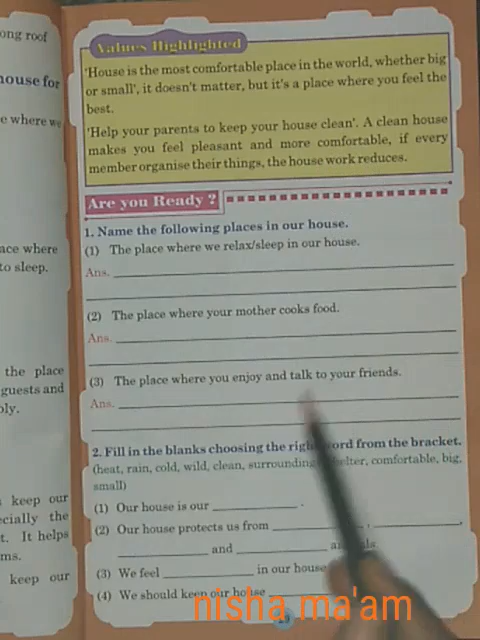 ong roof
house for
e where we
ace where
to sleep.
the place
guests and
keep our
cially the
t. It helps
ms.
keep our
Values Highlighted
'House is the most comfortable place in the world, whether big
or small', it doesn't matter, but it's a place where you feel the
best.
'Help your parents to keep your house clean'. A clean house
makes you feel pleasant and more comfortable, if every
member organise their things, the house work reduces.
Are you Ready ?
1. Name the following places in our house.
(1) The place where we relax/sleep in our house.
Ans.
(2) The place where your mother cooks food.
Ans.
(3) The place where you enjoy and talk to your friends.
Ans.
2. Fill in the blanks choosing the right word from the bracket.
(heat, rain, cold, wild, clean, surrounding, shelter, comfortable, big,
small)
(1) Our house is our ____________ .
(2) Our house protects us from ____________ , ____________,
____________ and ____________
(3) We feel ____________ in our house
(4) We should keep our house ____________
nisha ma'am